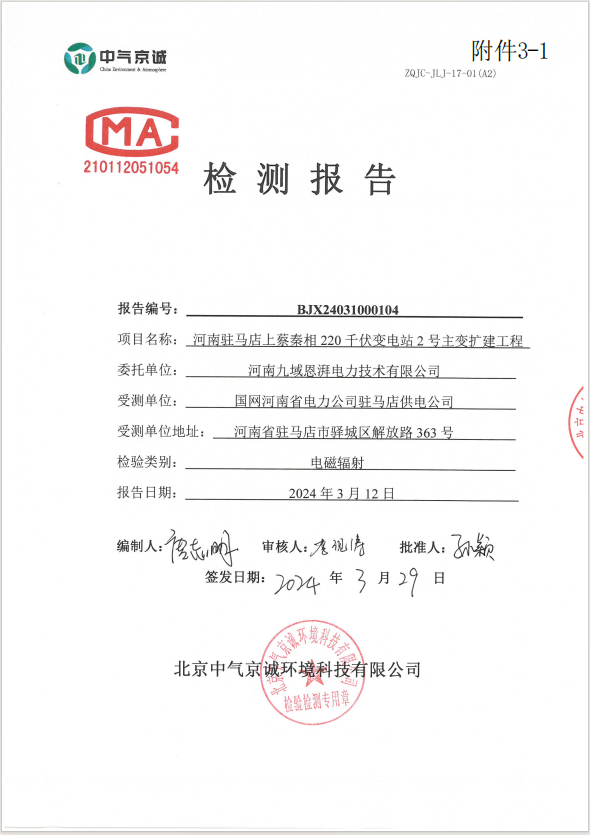 中气京诚
China Environment & Atmosphere
附件3-1
ZQJC-JLJ-17-01(A2)
MA
210112051054
检测报告
报告编号：BJX24031000104
项目名称：河南驻马店上蔡秦相 220 千伏变电站 2 号主变扩建工程
委托单位：河南九域恩湃电力技术有限公司
受测单位：国网河南省电力公司驻马店供电公司
受测单位地址：河南省驻马店市驿城区解放路 363 号
检验类别：电磁辐射
报告日期：2024 年 3 月 12 日
编制人： 审核人： 批准人：孙颖
签发日期：2024 年 3 月 29 日
北京中气京诚环境科技有限公司
北京中气京诚环境科技有限公司
检验检测专用章